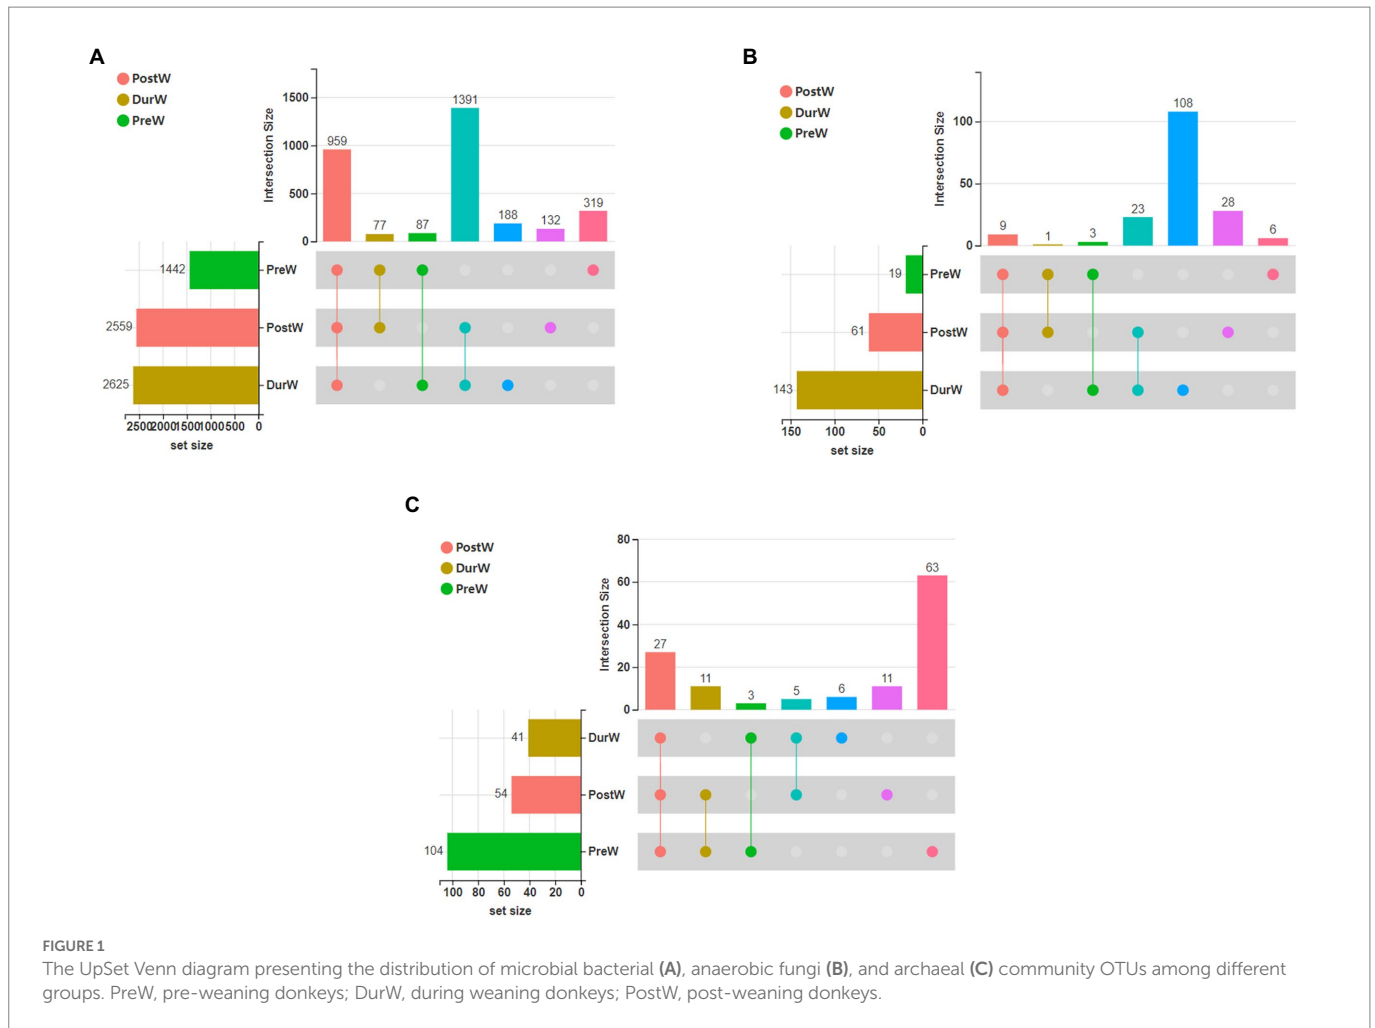 A
PostW
DurW
PreW
Intersection Size
1500
1000
500
0
959
77
87
1391
188
132
319
1442
PreW
2559
PostW
2625
DurW
2500 2000 1500 1000 500 0
set size
B
PostW
DurW
PreW
Intersection Size
100
50
0
9
1
3
23
108
28
6
19
PreW
61
PostW
143
DurW
150 100 50 0
set size
C
PostW
DurW
PreW
Intersection Size
80
60
40
20
0
27
11
3
5
6
11
63
41
DurW
54
PostW
104
PreW
100 80 60 40 20 0
set size
FIGURE 1
The UpSet Venn diagram presenting the distribution of microbial bacterial (A), anaerobic fungi (B), and archaeal (C) community OTUs among different
groups. PreW, pre-weaning donkeys; DurW, during weaning donkeys; PostW, post-weaning donkeys.